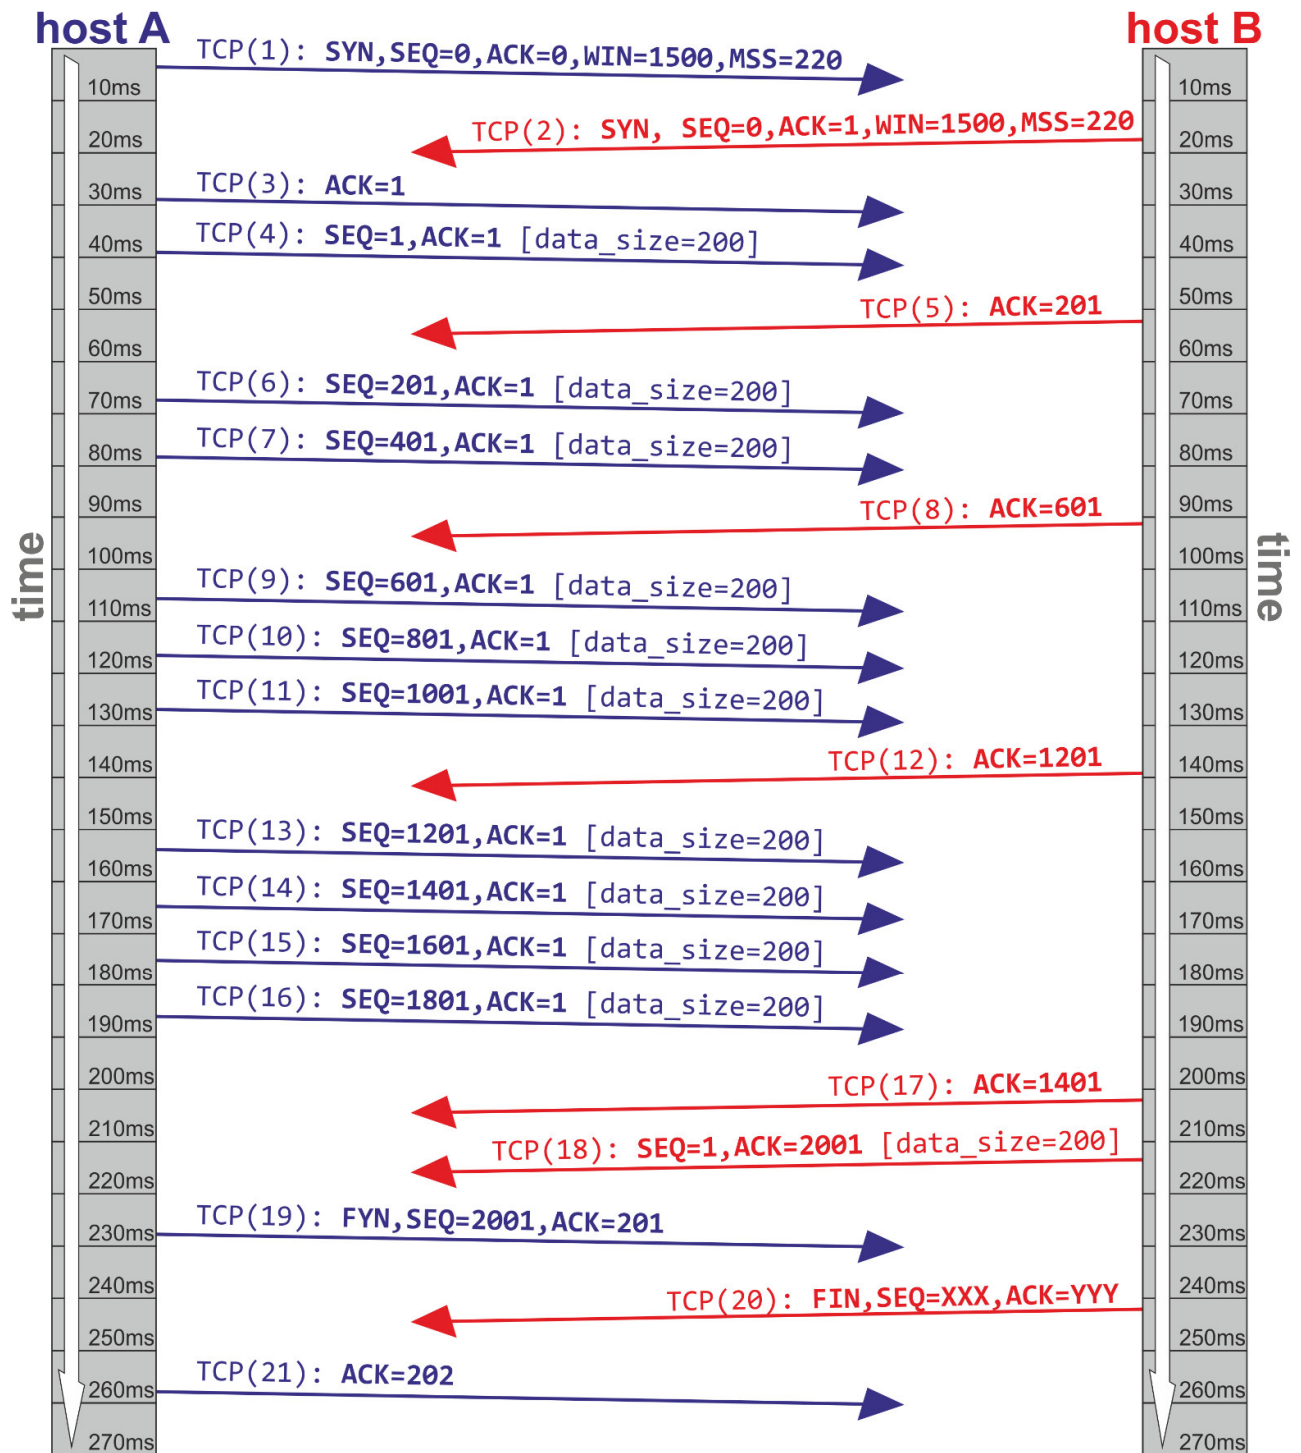 host A
host B
TCP(1): SYN,SEQ=0,ACK=0,WIN=1500,MSS=220
10ms
10ms
TCP(2): SYN, SEQ=0,ACK=1,WIN=1500,MSS=220
20ms
20ms
TCP(3): ACK=1
30ms
30ms
TCP(4): SEQ=1,ACK=1 [data_size=200]
40ms
40ms
50ms
TCP(5): ACK=201
50ms
60ms
60ms
TCP(6): SEQ=201,ACK=1 [data_size=200]
70ms
70ms
TCP(7): SEQ=401,ACK=1 [data_size=200]
80ms
80ms
90ms
TCP(8): ACK=601
90ms
time
time
100ms
100ms
TCP(9): SEQ=601,ACK=1 [data_size=200]
110ms
110ms
TCP(10): SEQ=801,ACK=1 [data_size=200]
120ms
120ms
TCP(11): SEQ=1001,ACK=1 [data_size=200]
130ms
130ms
TCP(12): ACK=1201
140ms
140ms
150ms
150ms
TCP(13): SEQ=1201,ACK=1 [data_size=200]
160ms
160ms
TCP(14): SEQ=1401,ACK=1 [data_size=200]
170ms
170ms
TCP(15): SEQ=1601,ACK=1 [data_size=200]
180ms
180ms
TCP(16): SEQ=1801,ACK=1 [data_size=200]
190ms
190ms
200ms
TCP(17): ACK=1401
200ms
210ms
210ms
TCP(18): SEQ=1,ACK=2001 [data_size=200]
220ms
220ms
TCP(19): FYN,SEQ=2001,ACK=201
230ms
230ms
240ms
240ms
TCP(20): FIN,SEQ=XXX,ACK=YYY
250ms
250ms
TCP(21): ACK=202
260ms
260ms
270ms
270ms